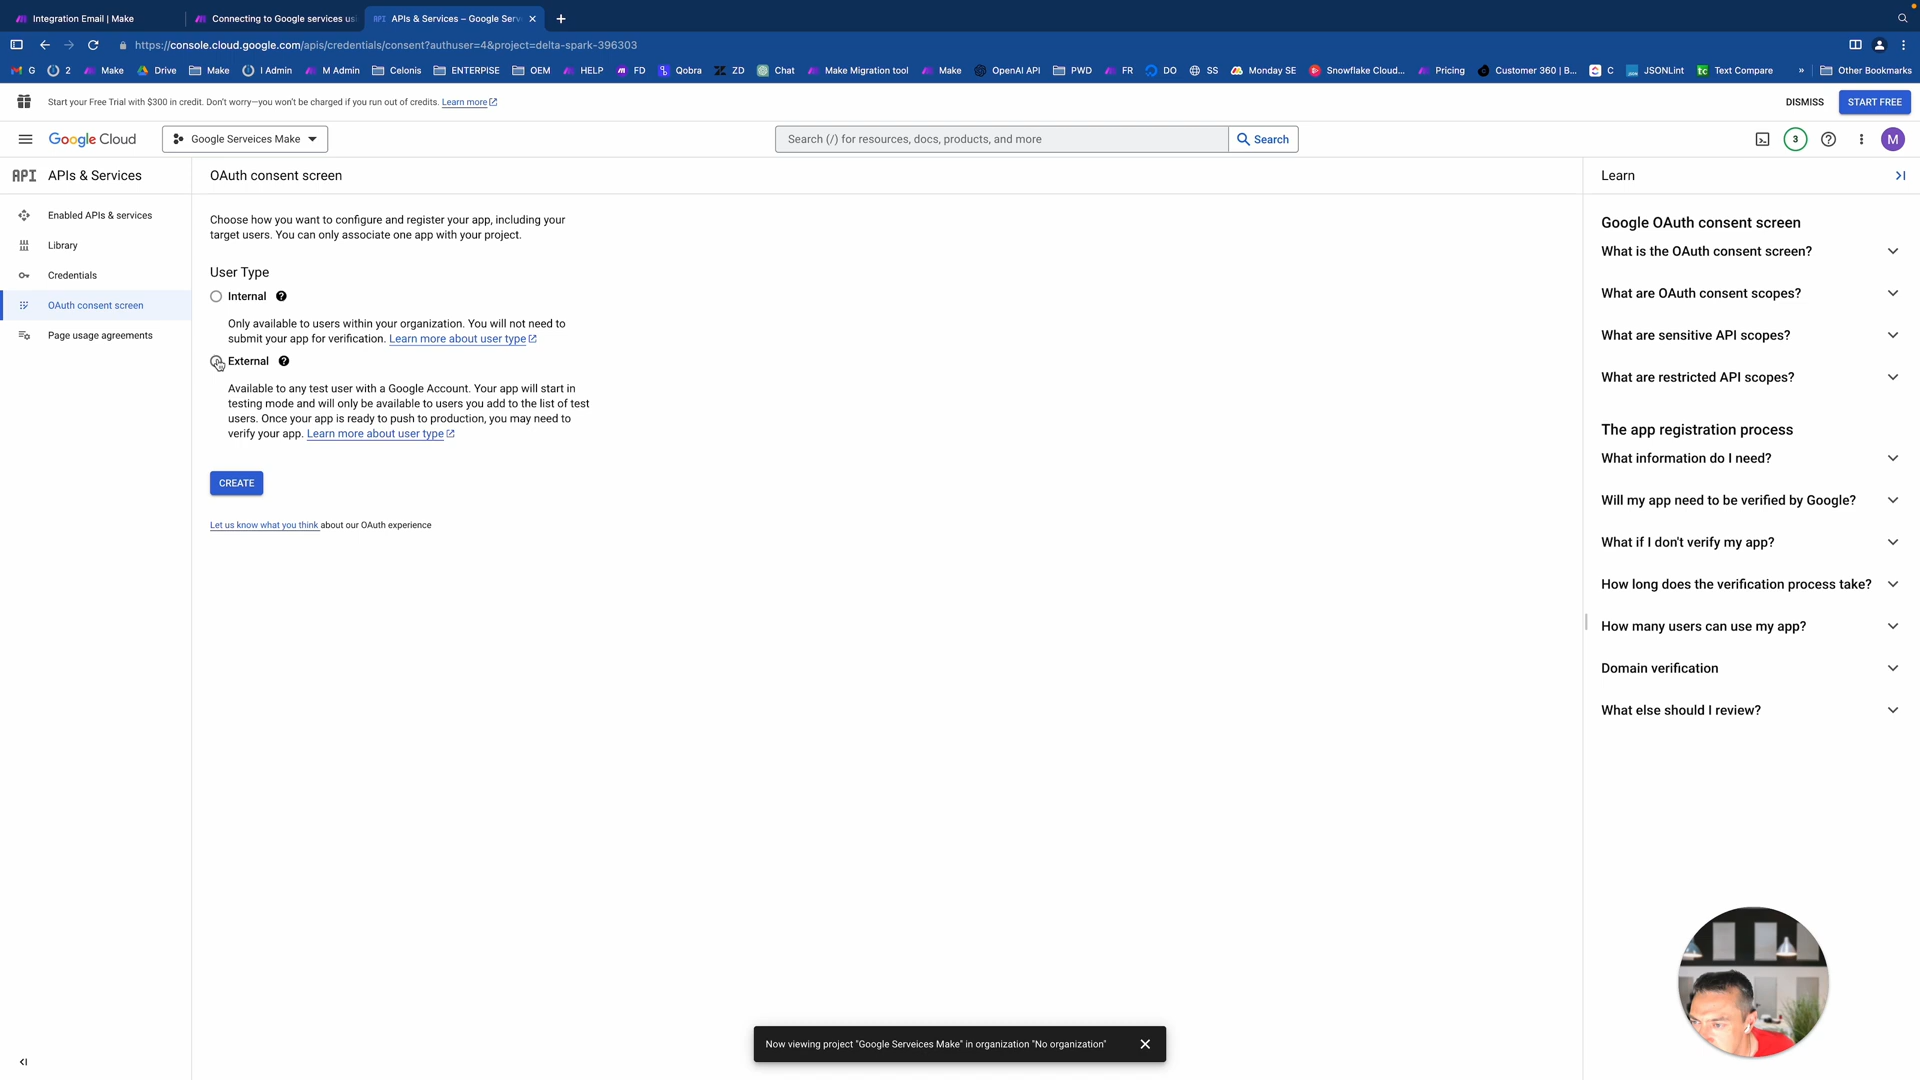 Integration Email | Make
Connecting to Google services us
APIs & Services – Google Serv
https://console.cloud.google.com/apis/credentials/consent?authuser=4&project=delta-spark-396303
G
2
Make
Drive
Make
I Admin
M Admin
Celonis
ENTERPISE
OEM
HELP
FD
Qobra
ZD
Chat
Make Migration tool
Make
OpenAI API
PWD
FR
DO
SS
Monday SE
Snowflake Cloud...
Pricing
Customer 360 | B...
C
JSONLint
Text Compare
»
Other Bookmarks
Start your Free Trial with $300 in credit. Don't worry—you won't be charged if you run out of credits. Learn more
DISMISS
START FREE
Google Cloud
Google Serveices Make
Search (/) for resources, docs, products, and more
Search
3
M
API APIs & Services
Enabled APIs & services
Library
Credentials
OAuth consent screen
Page usage agreements
OAuth consent screen
Choose how you want to configure and register your app, including your
target users. You can only associate one app with your project.
User Type
Internal
Only available to users within your organization. You will not need to
submit your app for verification. Learn more about user type
External
Available to any test user with a Google Account. Your app will start in
testing mode and will only be available to users you add to the list of test
users. Once your app is ready to push to production, you may need to
verify your app. Learn more about user type
CREATE
Let us know what you think about our OAuth experience
Learn
Google OAuth consent screen
What is the OAuth consent screen?
What are OAuth consent scopes?
What are sensitive API scopes?
What are restricted API scopes?
The app registration process
What information do I need?
Will my app need to be verified by Google?
What if I don't verify my app?
How long does the verification process take?
How many users can use my app?
Domain verification
What else should I review?
Now viewing project "Google Serveices Make" in organization "No organization"